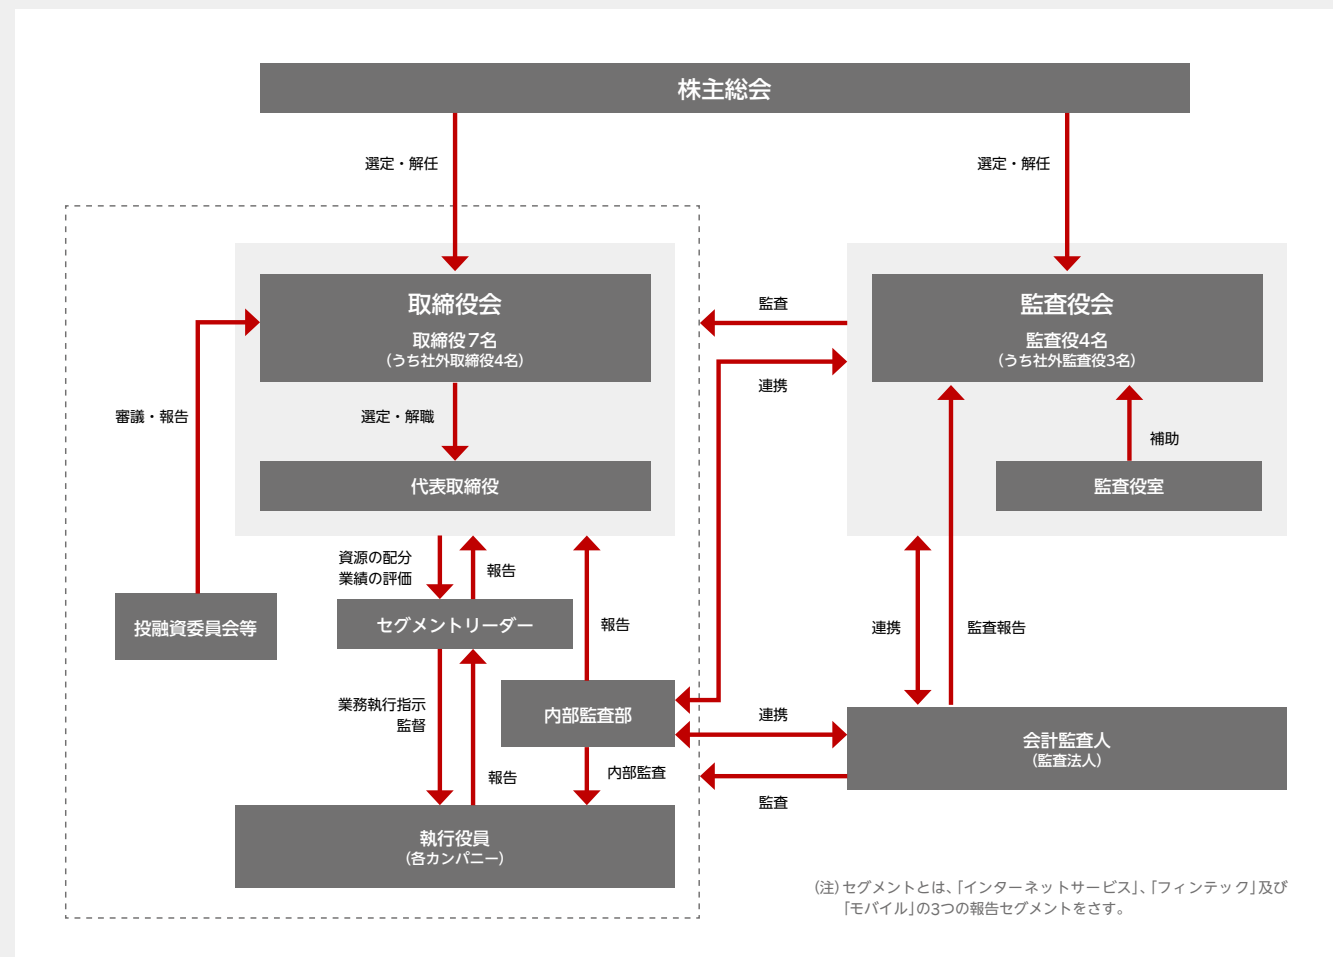 株主総会
選定・解任
選定・解任
取締役会
取締役7名
(うち社外取締役4名)
監査
監査役会
監査役4名
(うち社外監査役3名)
連携
審議・報告
選定・解職
補助
代表取締役
監査役室
資源の配分
業績の評価
報告
投融資委員会等
セグメントリーダー
報告
連携
監査報告
業務執行指示
監督
内部監査部
連携
会計監査人
(監査法人)
報告
内部監査
監査
執行役員
(各カンパニー)
(注)セグメントとは、「インターネットサービス」、「フィンテック」及び
「モバイル」の3つの報告セグメントをさす。